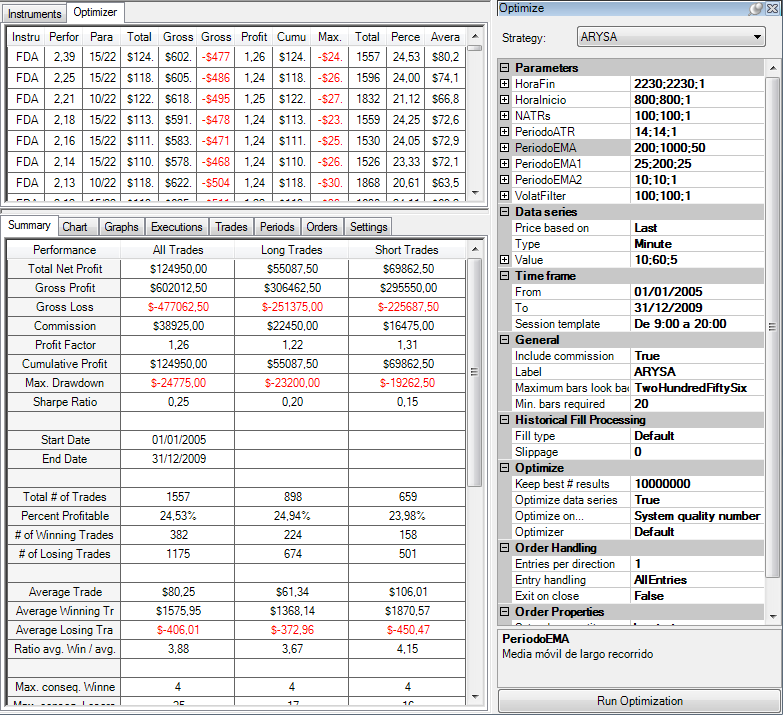 Instruments Optimizer
Instru Perfor Para Total Gross Gross Profit Cumu Max. Total Perce Avera
FDA 2,39 15/22 $124. $602. -$477 1,26 $124. -$24. 1557 24,53 $80,2
FDA 2,25 15/22 $118. $605. -$486 1,24 $118. -$26. 1596 24,00 $74,1
FDA 2,21 10/22 $122. $618. -$495 1,25 $122. -$27. 1832 21,12 $66,8
FDA 2,18 15/22 $113. $591. -$478 1,24 $113. -$23. 1559 24,25 $72,6
FDA 2,16 15/22 $111. $583. -$471 1,24 $111. -$25. 1530 24,05 $72,9
FDA 2,14 15/22 $110. $578. -$468 1,24 $110. -$26. 1526 23,33 $72,1
FDA 2,13 10/22 $118. $622. -$504 1,24 $118. -$30. 1868 20,61 $63,5
Summary Chart Graphs Executions Trades Periods Orders Settings
Performance All Trades Long Trades Short Trades
Total Net Profit $124950,00 $55087,50 $69862,50
Gross Profit $602012,50 $306462,50 $295550,00
Gross Loss $-477062,50 $-251375,00 $-225687,50
Commission $38925,00 $22450,00 $16475,00
Profit Factor 1,26 1,22 1,31
Cumulative Profit $124950,00 $55087,50 $69862,50
Max. Drawdown $-24775,00 $-23200,00 $-19262,50
Sharpe Ratio 0,25 0,20 0,15
Start Date 01/01/2005
End Date 31/12/2009
Total # of Trades 1557 898 659
Percent Profitable 24,53% 24,94% 23,98%
# of Winning Trades 382 224 158
# of Losing Trades 1175 674 501
Average Trade $80,25 $61,34 $106,01
Average Winning Tr $1575,95 $1368,14 $1870,57
Average Losing Tra $-406,01 $-372,96 $-450,47
Ratio avg. Win / avg. 3,88 3,67 4,15
Max. conseq. Winne 4 4 4
Optimize
Strategy: ARYSA
Parameters
HoraFin 2230;2230;1
HoraInicio 800;800;1
NATRs 100;100;1
PeriodoATR 14;14;1
PeriodoEMA 200;1000;50
PeriodoEMA1 25;200;25
PeriodoEMA2 10;10;1
VolatFilter 100;100;1
Data series
Price based on Last
Type Minute
Value 10;60;5
Time frame
From 01/01/2005
To 31/12/2009
Session template De 9:00 a 20:00
General
Include commission True
Label ARYSA
Maximum bars look bac TwoHundredFiftySix
Min. bars required 20
Historical Fill Processing
Fill type Default
Slippage 0
Optimize
Keep best # results 10000000
Optimize data series True
Optimize on... System quality number
Optimizer Default
Order Handling
Entries per direction 1
Entry handling AllEntries
Exit on close False
Order Properties
PeriodoEMA
Media móvil de largo recorrido
Run Optimization